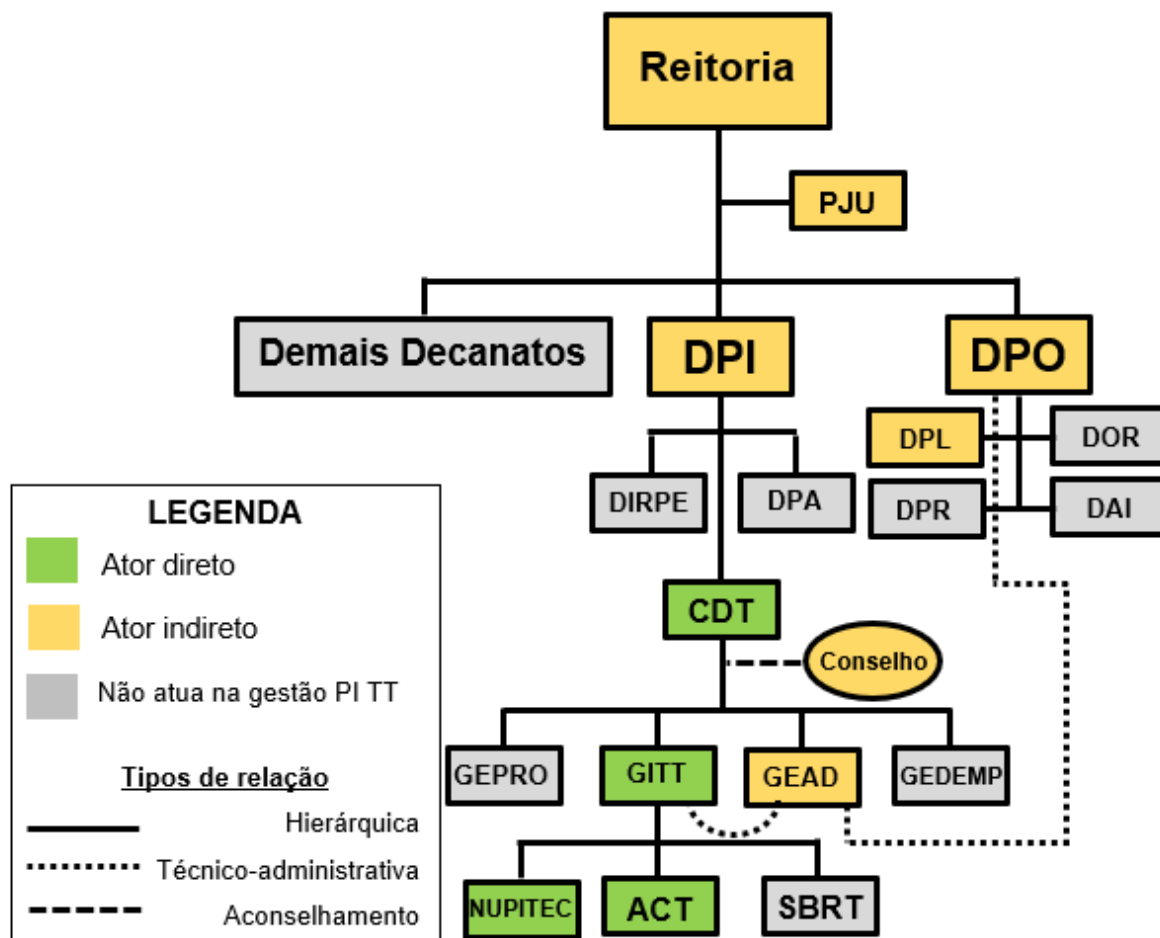 Reitoria
PJU
Demais Decanatos
DPI
DPO
DPL
DOR
DIRPE
DPA
DPR
DAI
LEGENDA
Ator direto
Ator indireto
Não atua na gestão PI TT
Tipos de relação
Hierárquica
Técnico-administrativa
Aconselhamento
CDT
Conselho
GEPRO
GITT
GEAD
GEDEMP
NUPITEC
ACT
SBRT